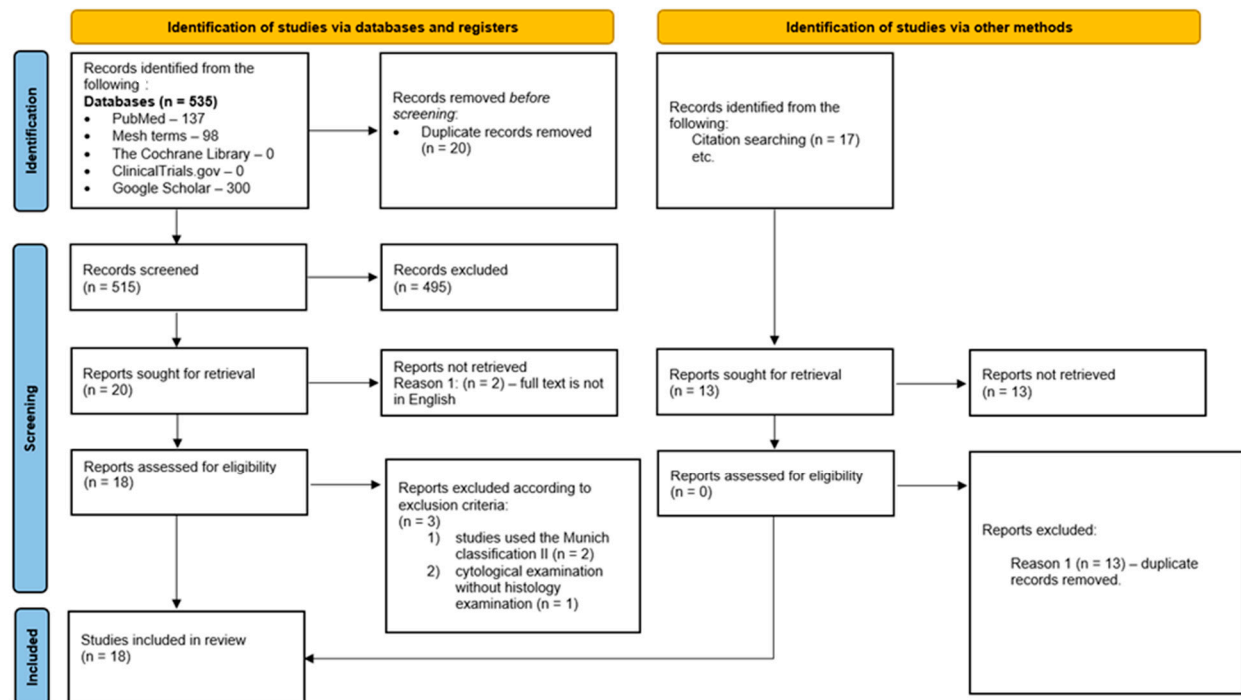 Identification of studies via databases and registers
Identification of studies via other methods
Identification
Records identified from the
following :
Databases (n = 535)
• PubMed – 137
• Mesh terms – 98
• The Cochrane Library – 0
• ClinicalTrials.gov – 0
• Google Scholar – 300
Records removed before
screening:
• Duplicate records removed
(n = 20)
Records identified from the
following:
Citation searching (n = 17)
etc.
Screening
Records screened
(n = 515)
Records excluded
(n = 495)
Reports sought for retrieval
(n = 20)
Reports not retrieved
Reason 1: (n = 2) – full text is not
in English
Reports sought for retrieval
(n = 13)
Reports not retrieved
(n = 13)
Reports assessed for eligibility
(n = 18)
Reports excluded according to
exclusion criteria:
(n = 3)
1) studies used the Munich
classification II (n = 2)
2) cytological examination
without histology
examination (n = 1)
Reports assessed for eligibility
(n = 0)
Reports excluded:
Reason 1 (n = 13) – duplicate
records removed.
Included
Studies included in review
(n = 18)